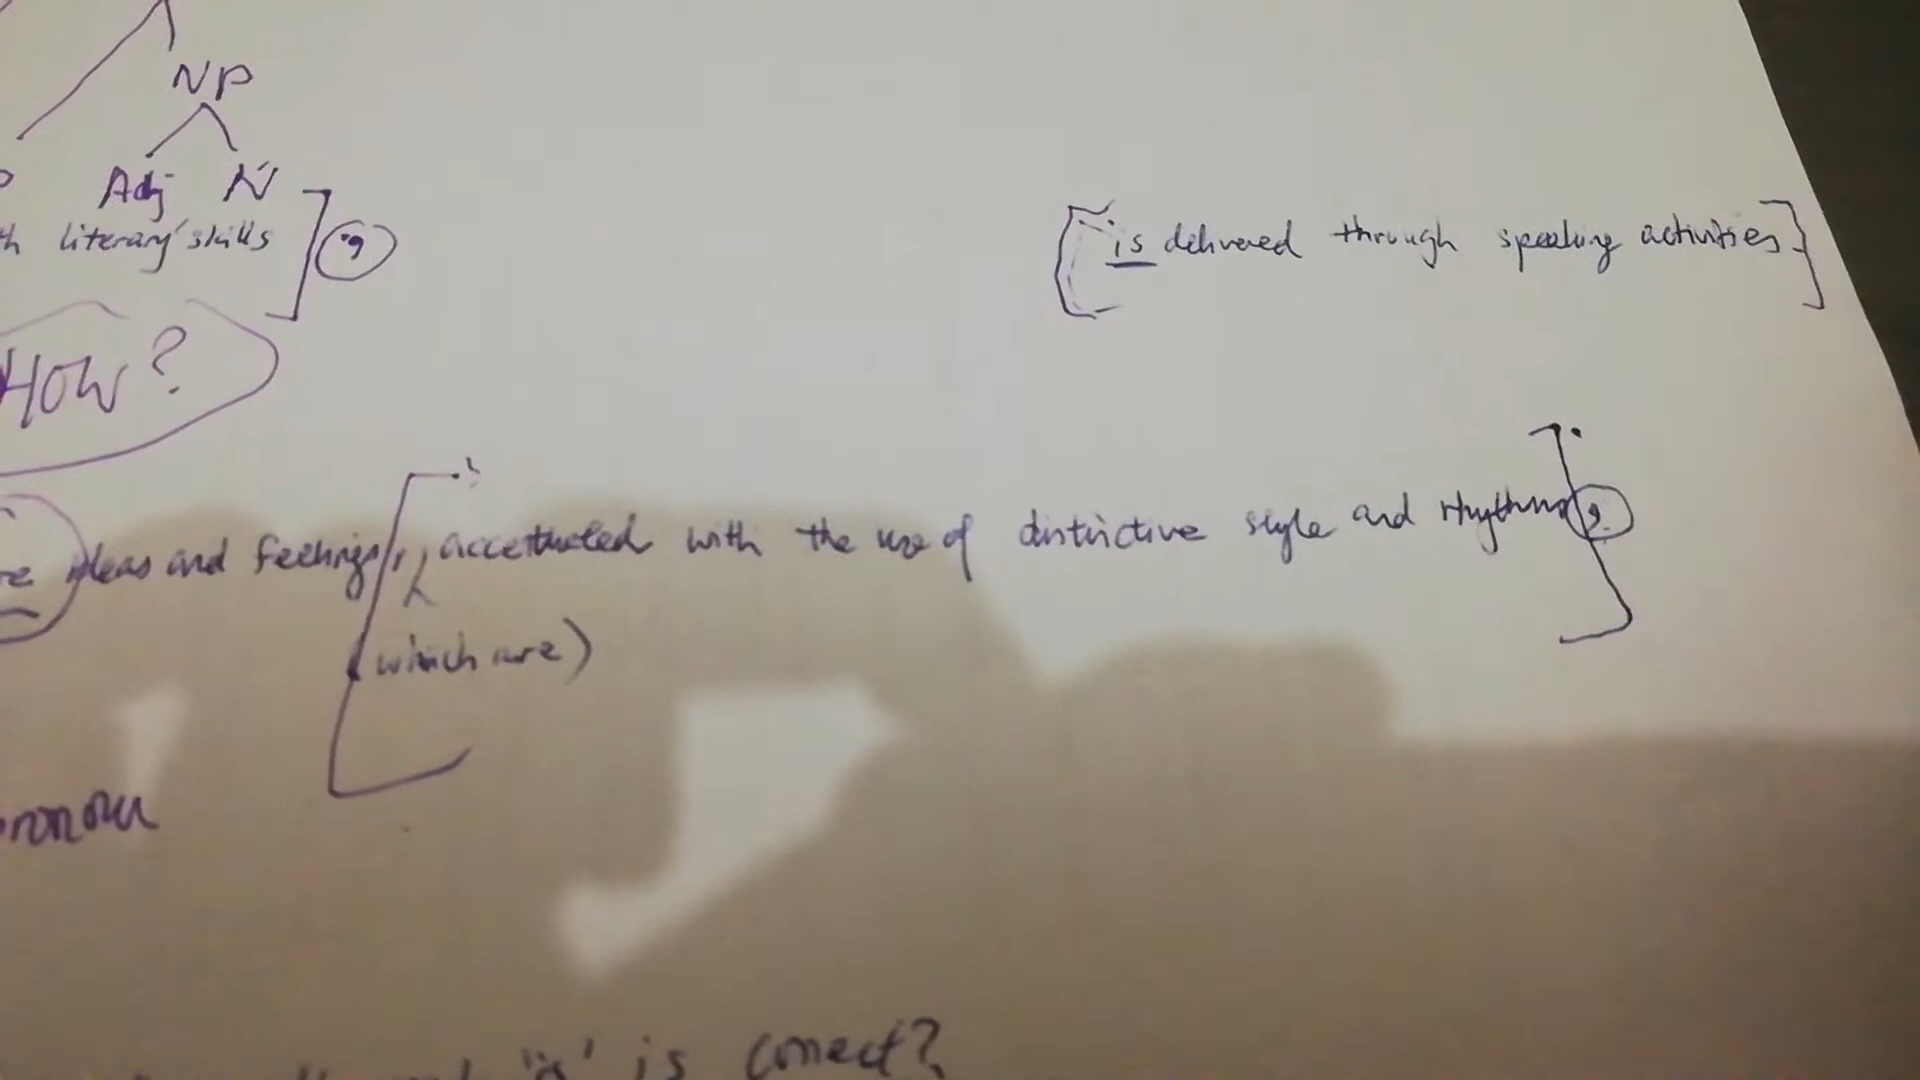 NP
Adj N
literary skills ] ,
[ is delivered through speaking activities ]
HOW?
ideas and feelings, accentuated with the use of distinctive style and rhythm ,
(which are)
is correct?